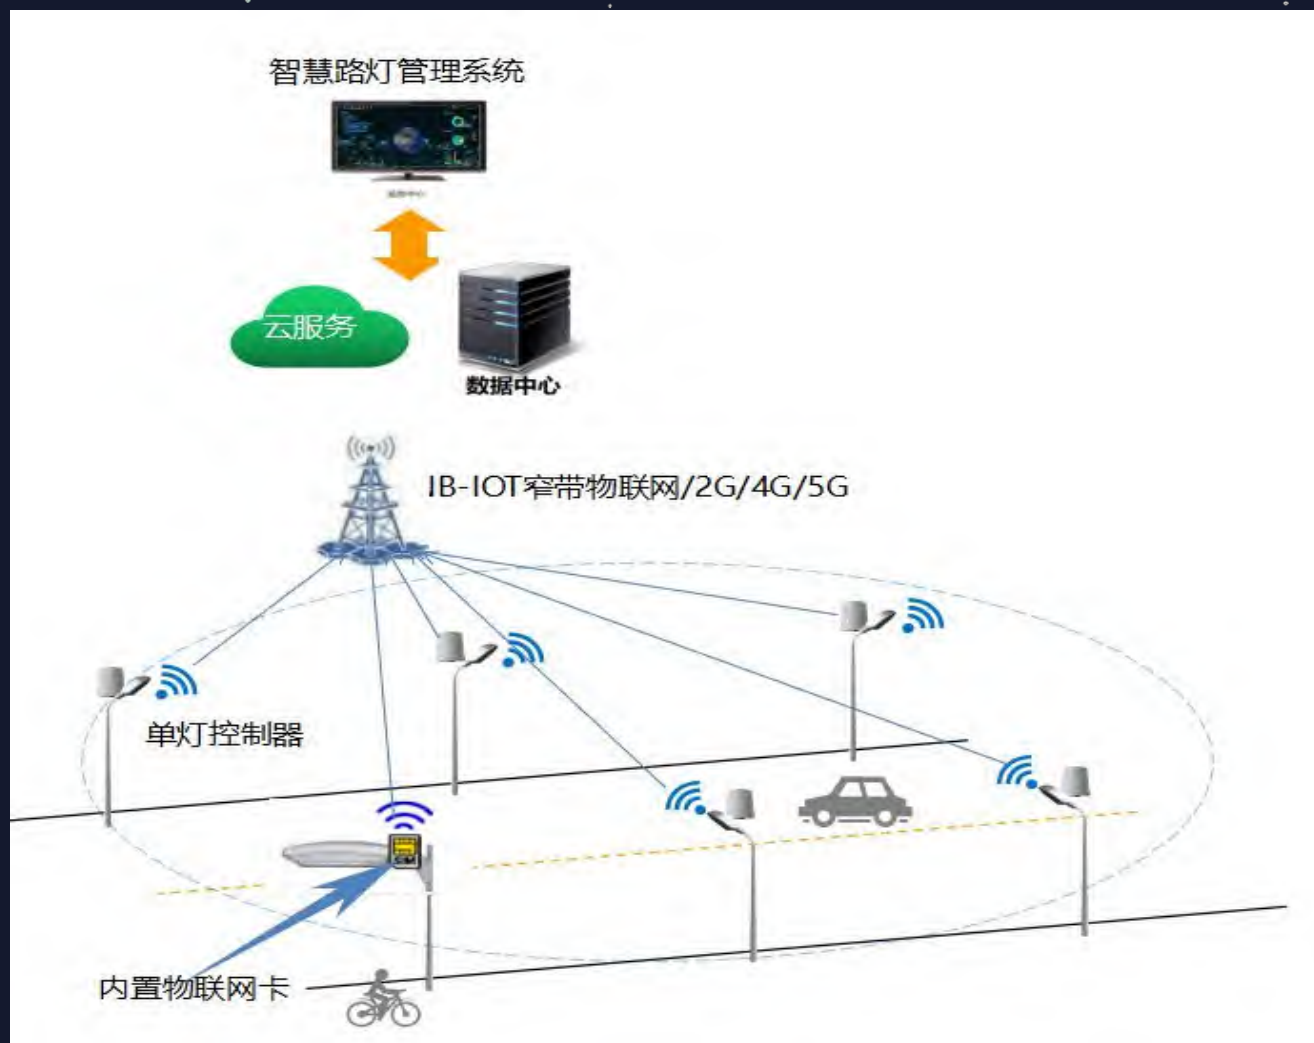 智慧路灯管理系统
云服务
数据中心
IB-IOT窄带物联网/2G/4G/5G
单灯控制器
内置物联网卡